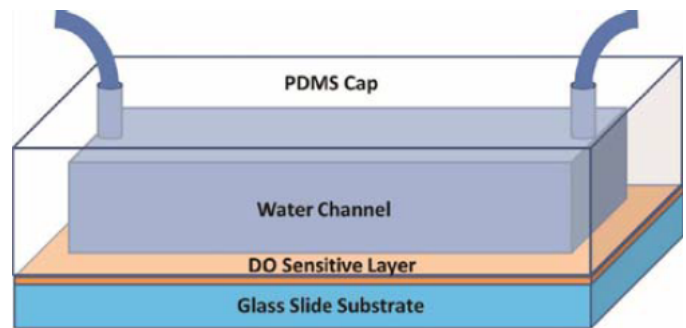 PDMS Cap
Water Channel
DO Sensitive Layer
Glass Slide Substrate